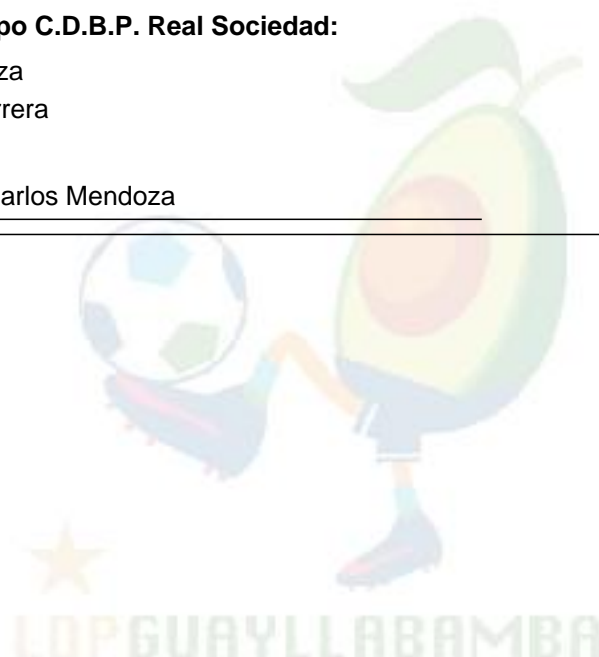 po C.D.B.P. Real Sociedad:
za
rrera
arlos Mendoza
LDPGUAYLLABAMBA